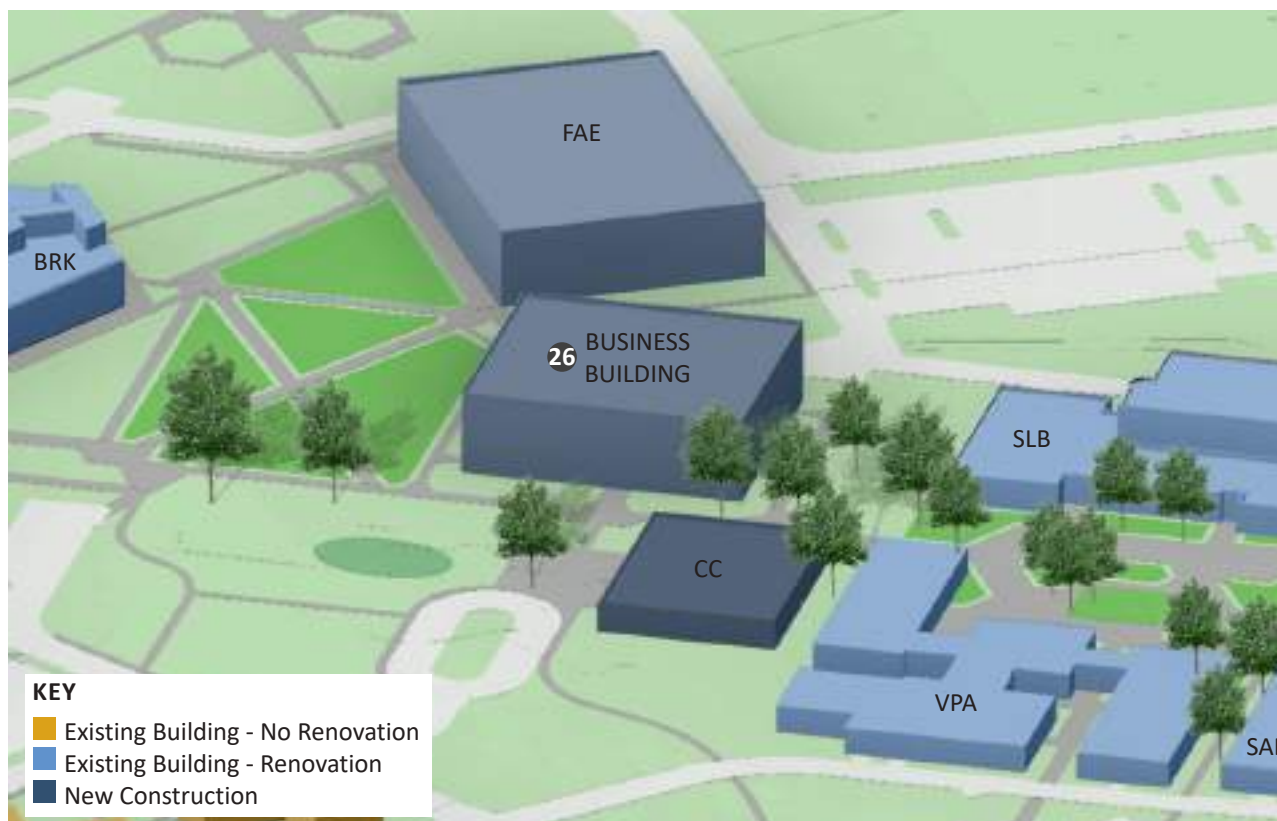 FAE
BRK
26 BUSINESS
BUILDING
SLB
CC
VPA
KEY
Existing Building - No Renovation
Existing Building - Renovation
New Construction